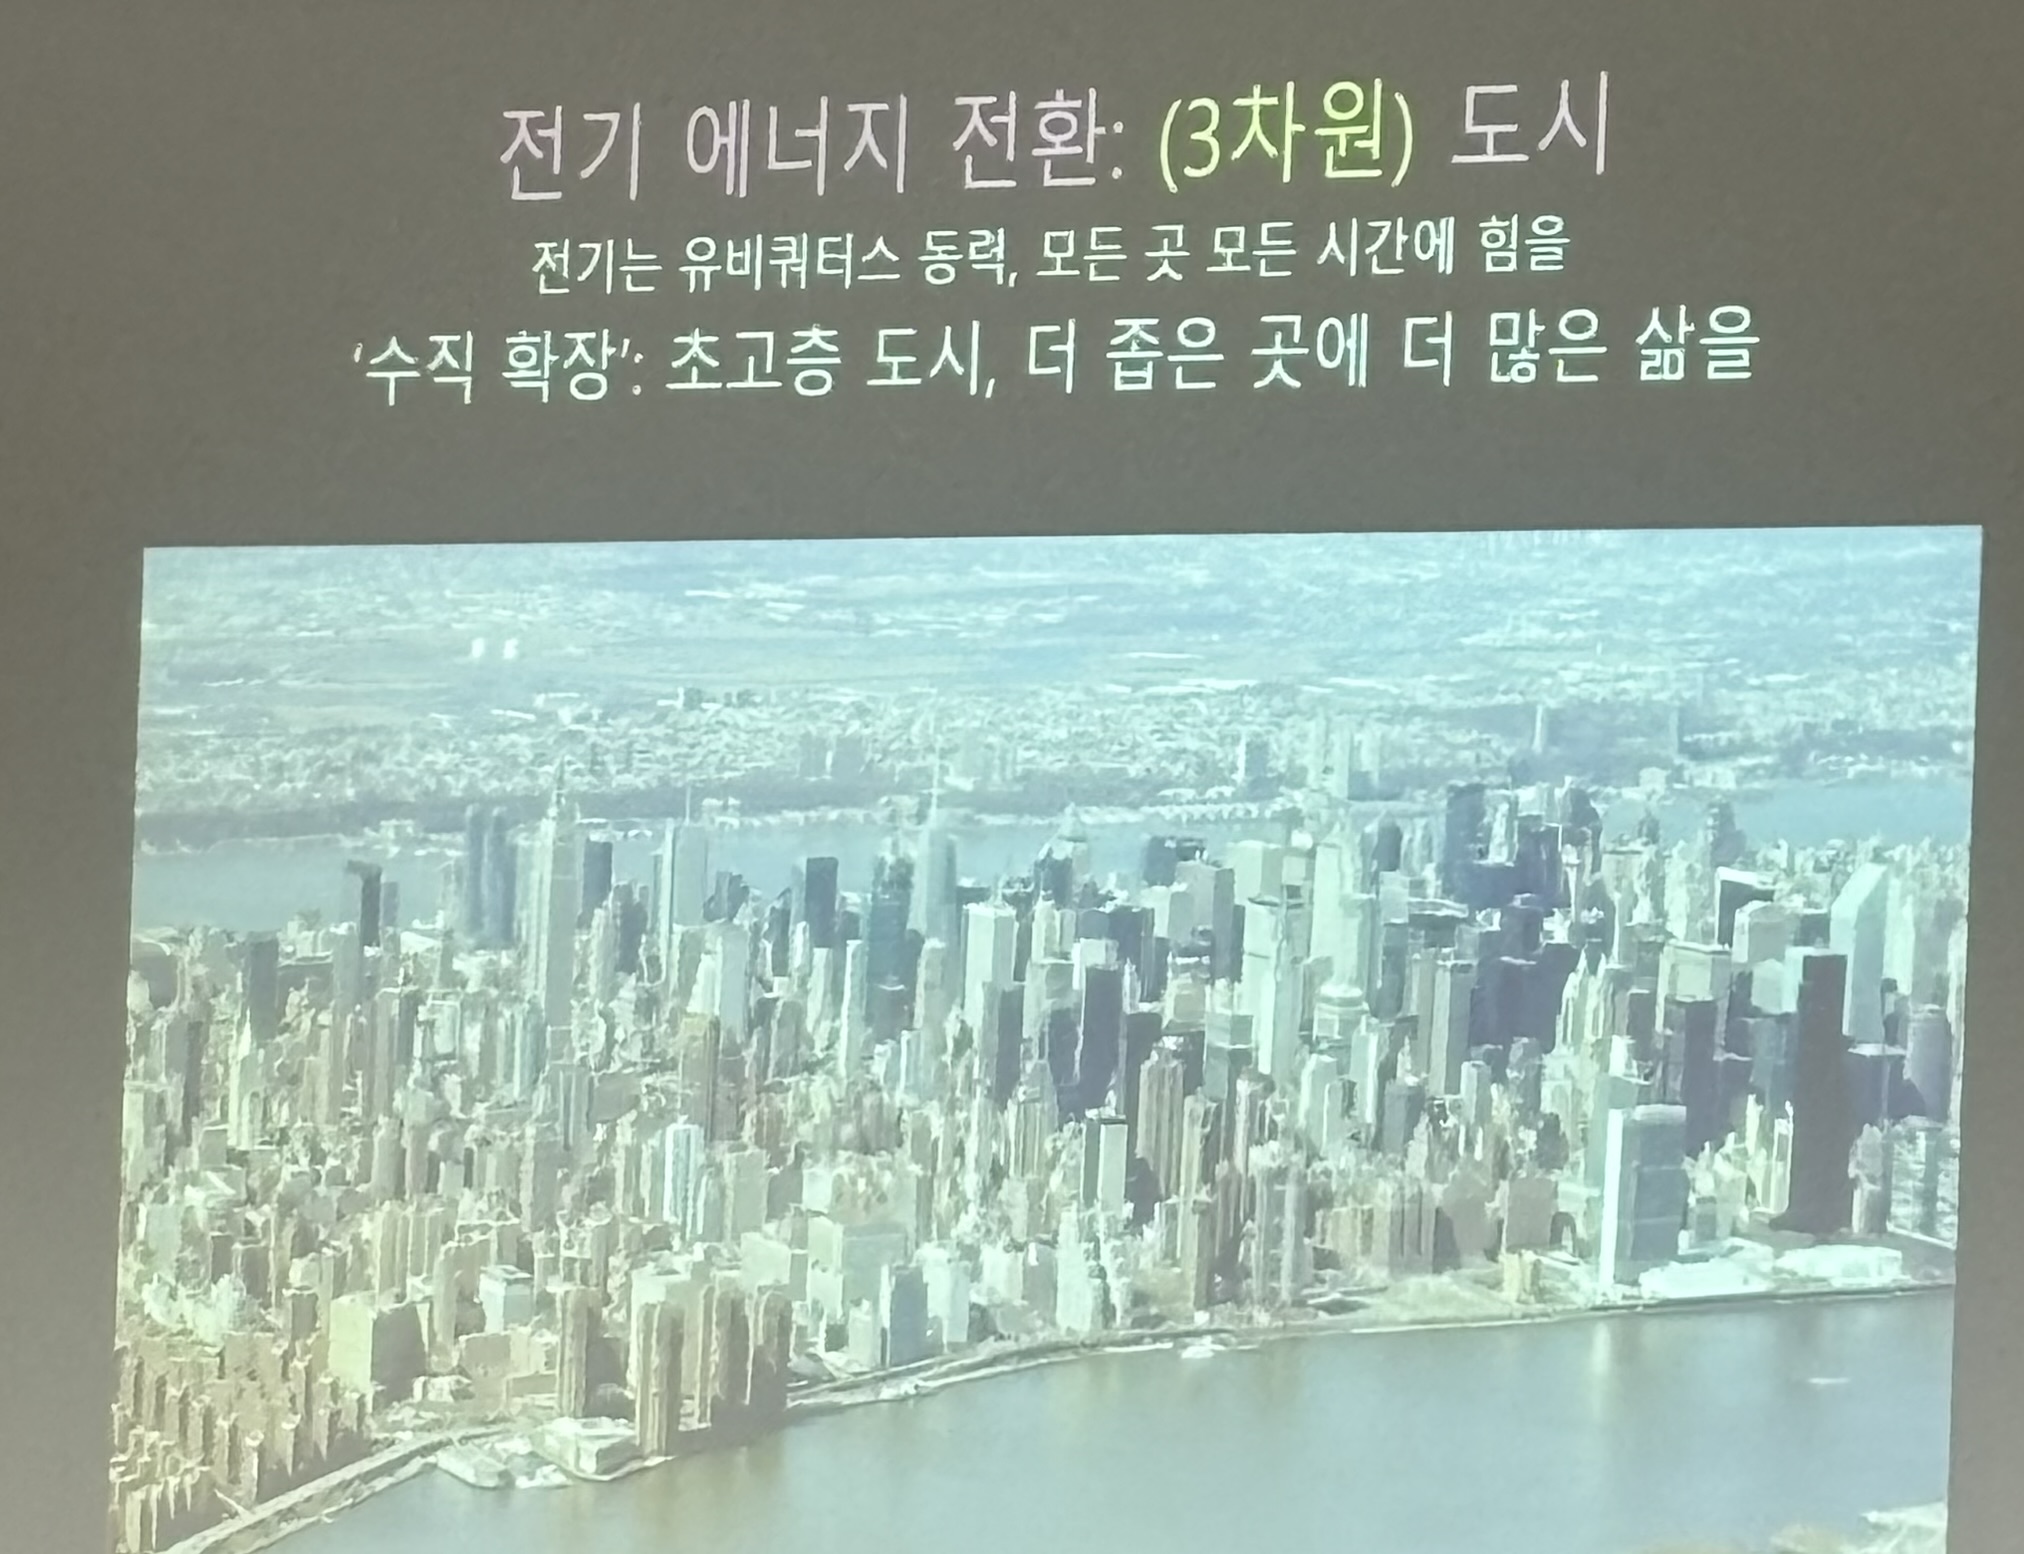 전기 에너지 전환: (3차원) 도시
전기는 유비쿼터스 동력, 모든 곳 모든 시간에 힘을
'수직 확장': 초고층 도시, 더 좁은 곳에 더 많은 삶을